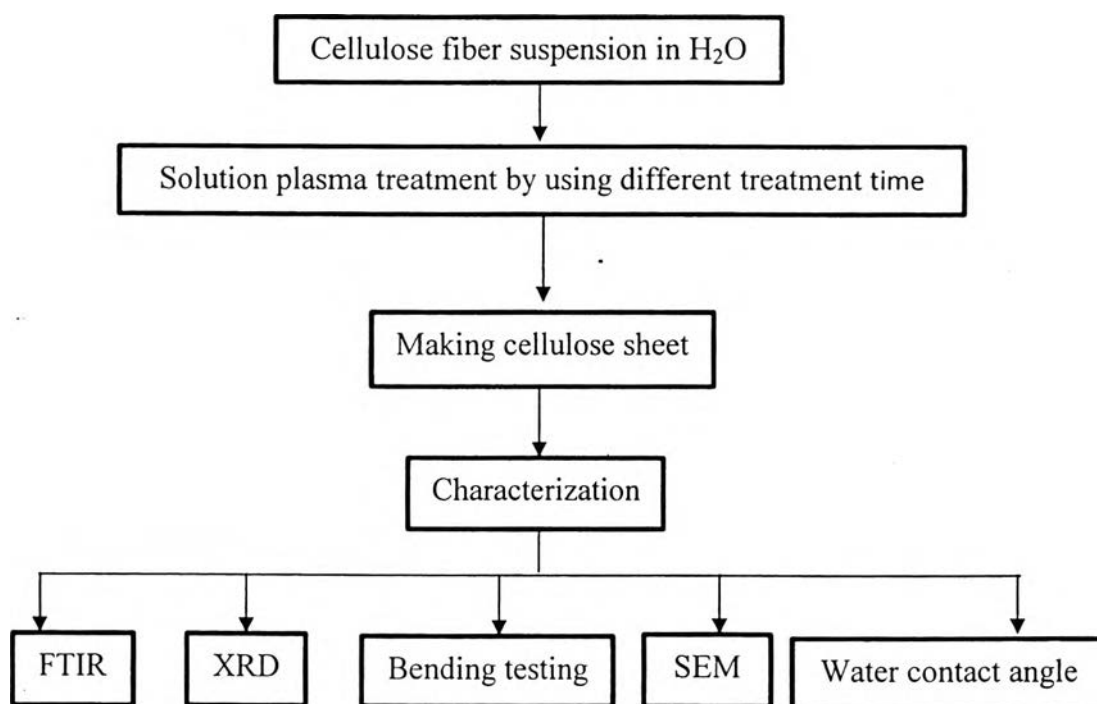 Cellulose fiber suspension in H₂O
Solution plasma treatment by using different treatment time
Making cellulose sheet
Characterization
FTIR
XRD
Bending testing
SEM
Water contact angle